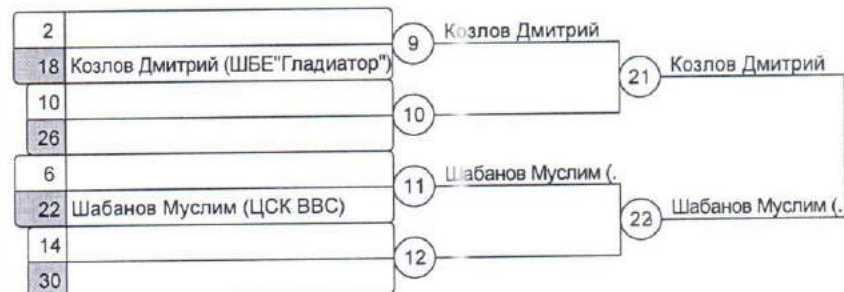 2
18 Козлов Дмитрий (ШБЕ"Гладиатор")
9 Козлов Дмитрий
10
26
10
21 Козлов Дмитрий
6
22 Шабанов Муслим (ЦСК ВВС)
11 Шабанов Муслим (.
14
30
12
22 Шабанов Муслим (.